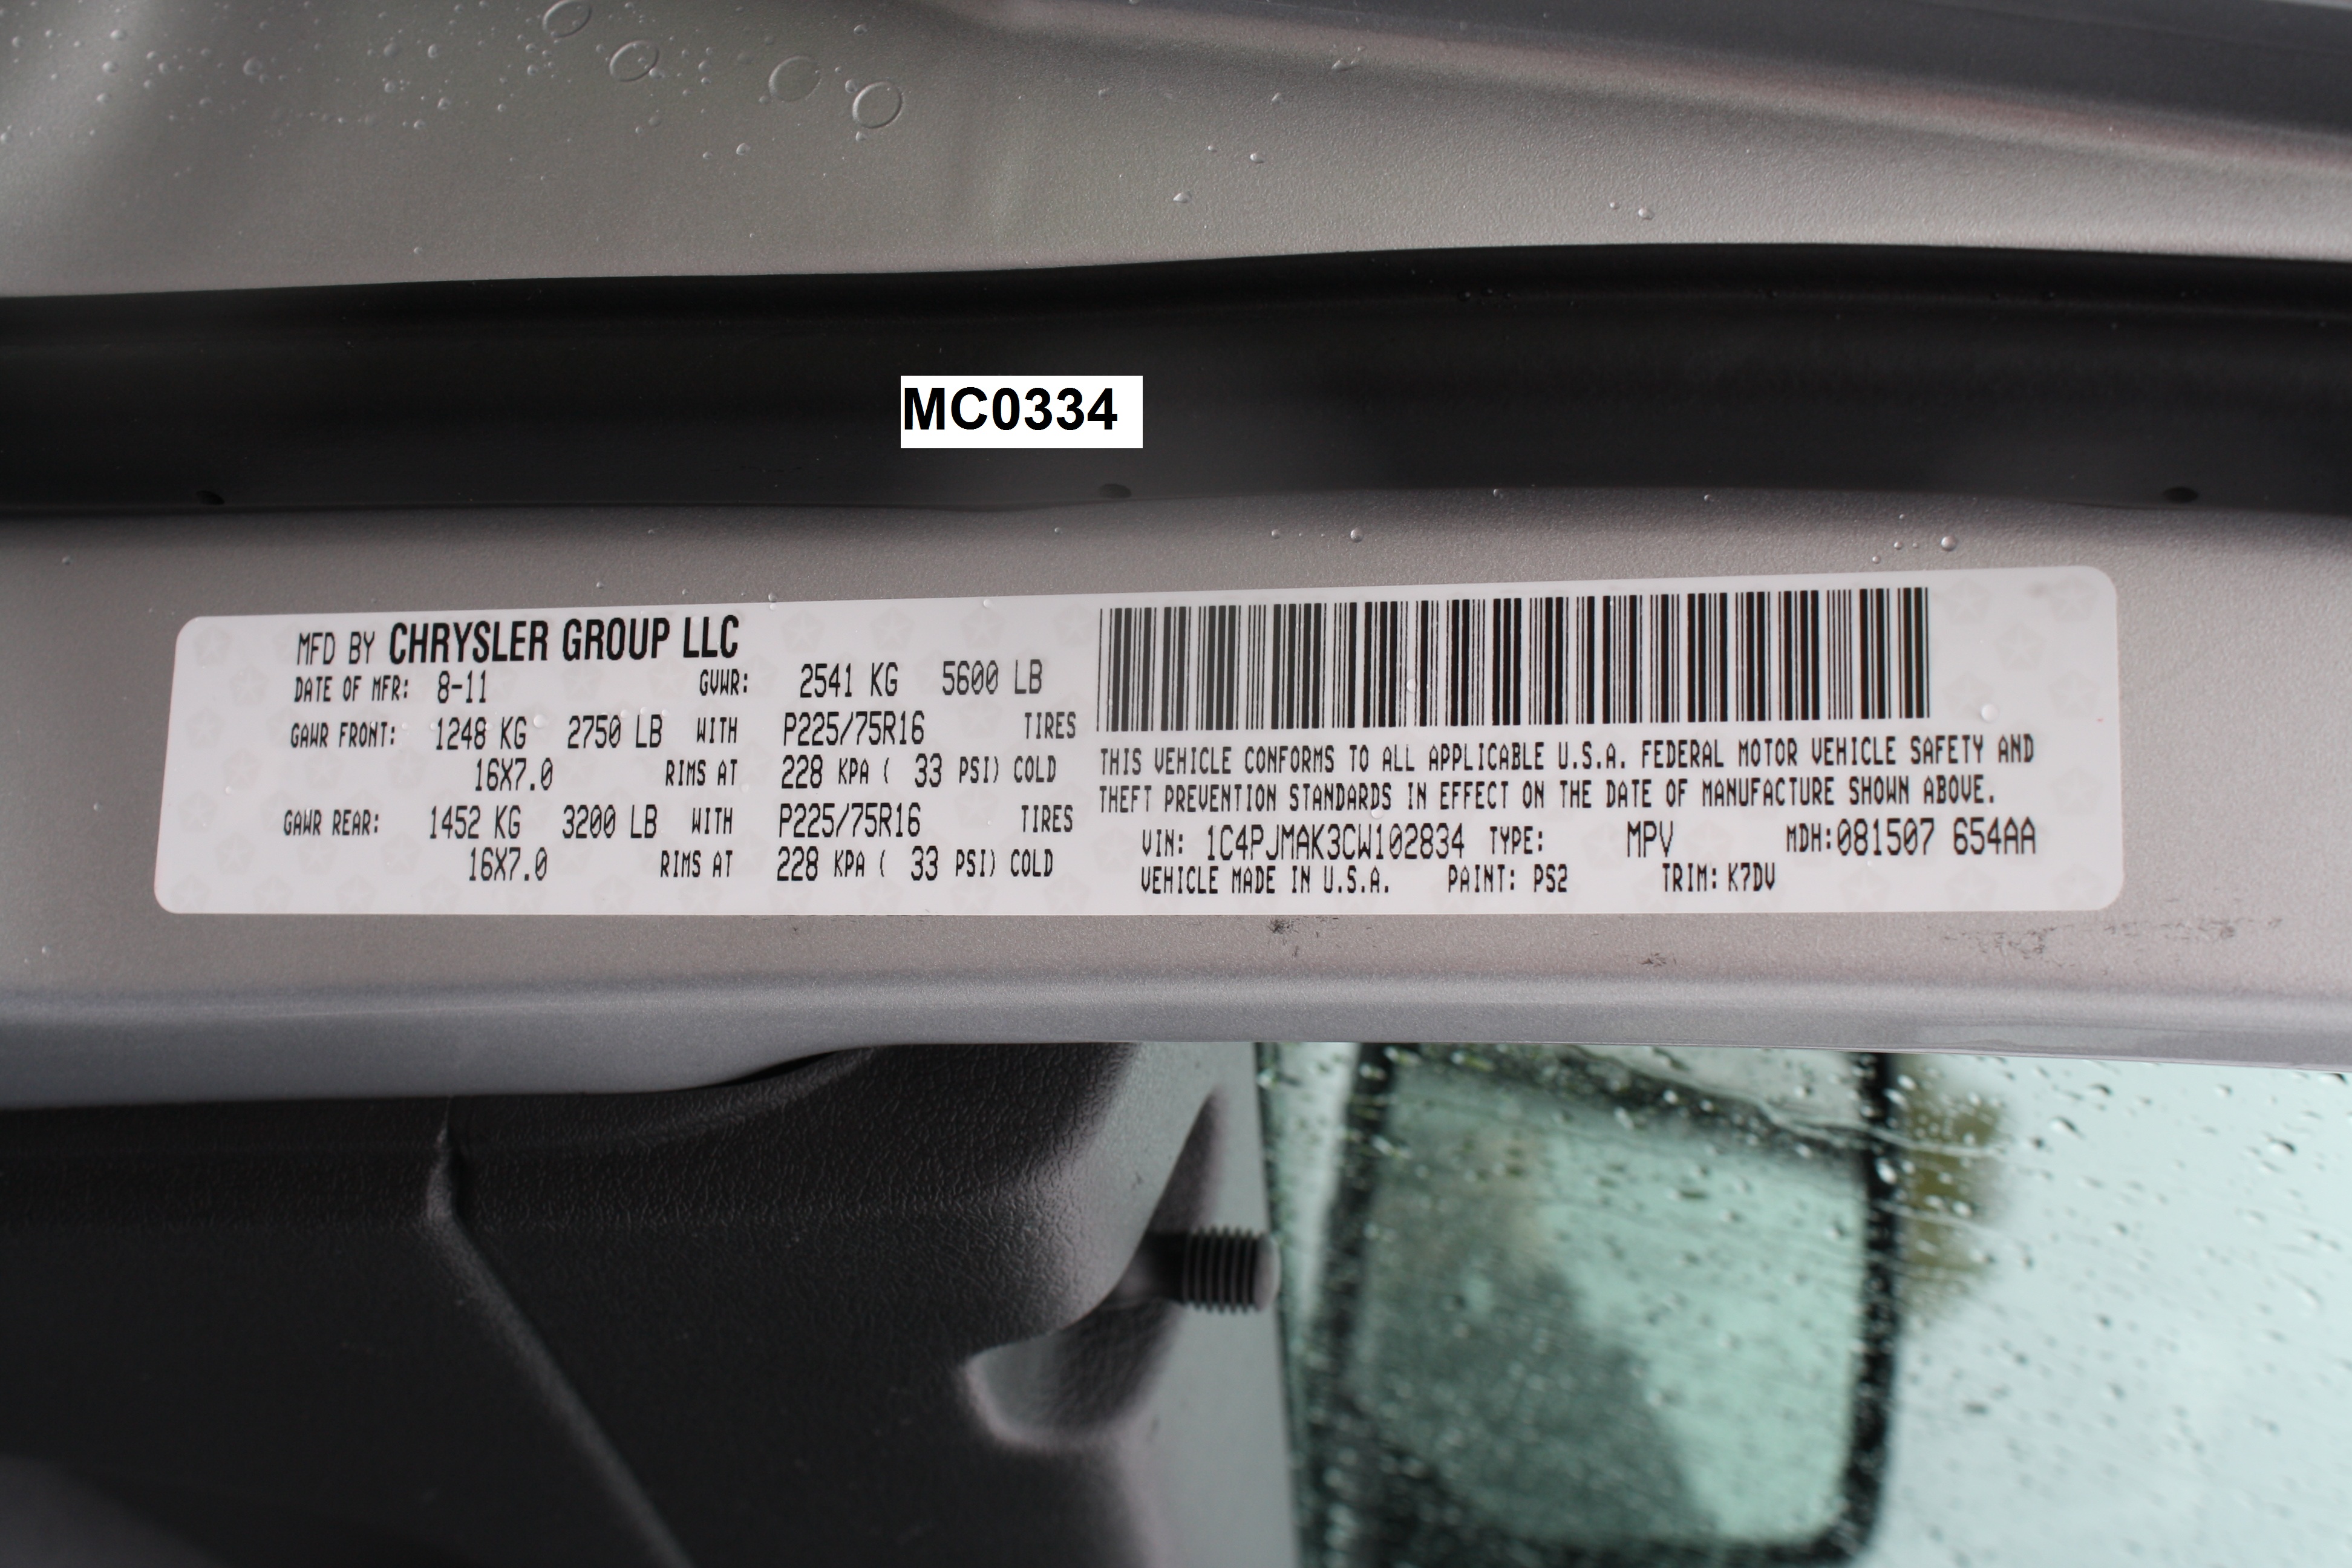 MC0334
MFD BY CHRYSLER GROUP LLC
DATE OF MFR: 8-11 GVWR: 2541 KG 5600 LB
GAWR FRONT: 1248 KG 2750 LB WITH P225/75R16 TIRES
16X7.0 RIMS AT 228 KPA ( 33 PSI) COLD
GAWR REAR: 1452 KG 3200 LB WITH P225/75R16 TIRES
16X7.0 RIMS AT 228 KPA ( 33 PSI) COLD
THIS VEHICLE CONFORMS TO ALL APPLICABLE U.S.A. FEDERAL MOTOR VEHICLE SAFETY AND
THEFT PREVENTION STANDARDS IN EFFECT ON THE DATE OF MANUFACTURE SHOWN ABOVE.
VIN: 1C4PJMAK3CW102834 TYPE: MPV MDH:081507 654AA
VEHICLE MADE IN U.S.A. PAINT: PS2 TRIM: K7DV